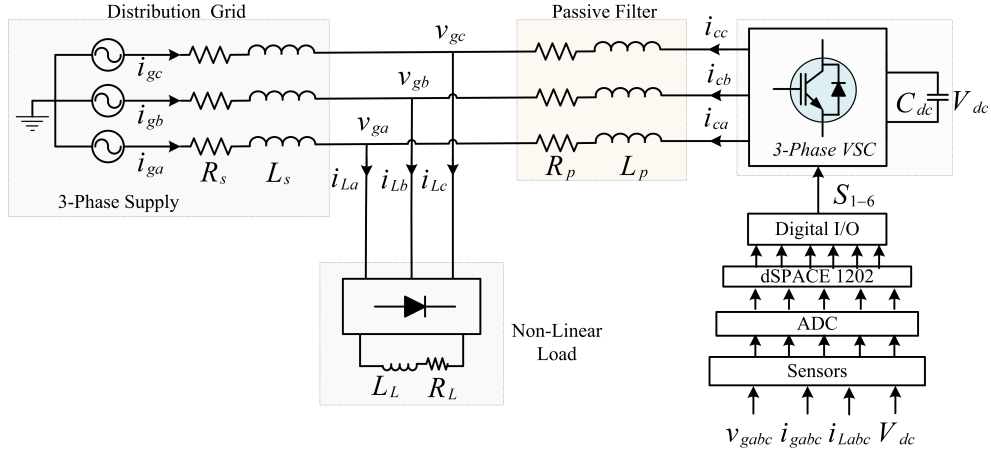 Distribution Grid
Passive Filter
v_gc
i_cc
i_gc
v_gb
i_cb
C_dc
V_dc
i_gb
v_ga
i_ca
i_ga
R_s
L_s
i_La
i_Lb
i_Lc
R_p
L_p
3-Phase VSC
3-Phase Supply
S_1–6
Digital I/O
dSPACE 1202
ADC
Non-Linear
Load
Sensors
L_L
R_L
v_gabc i_gabc i_Labc V_dc